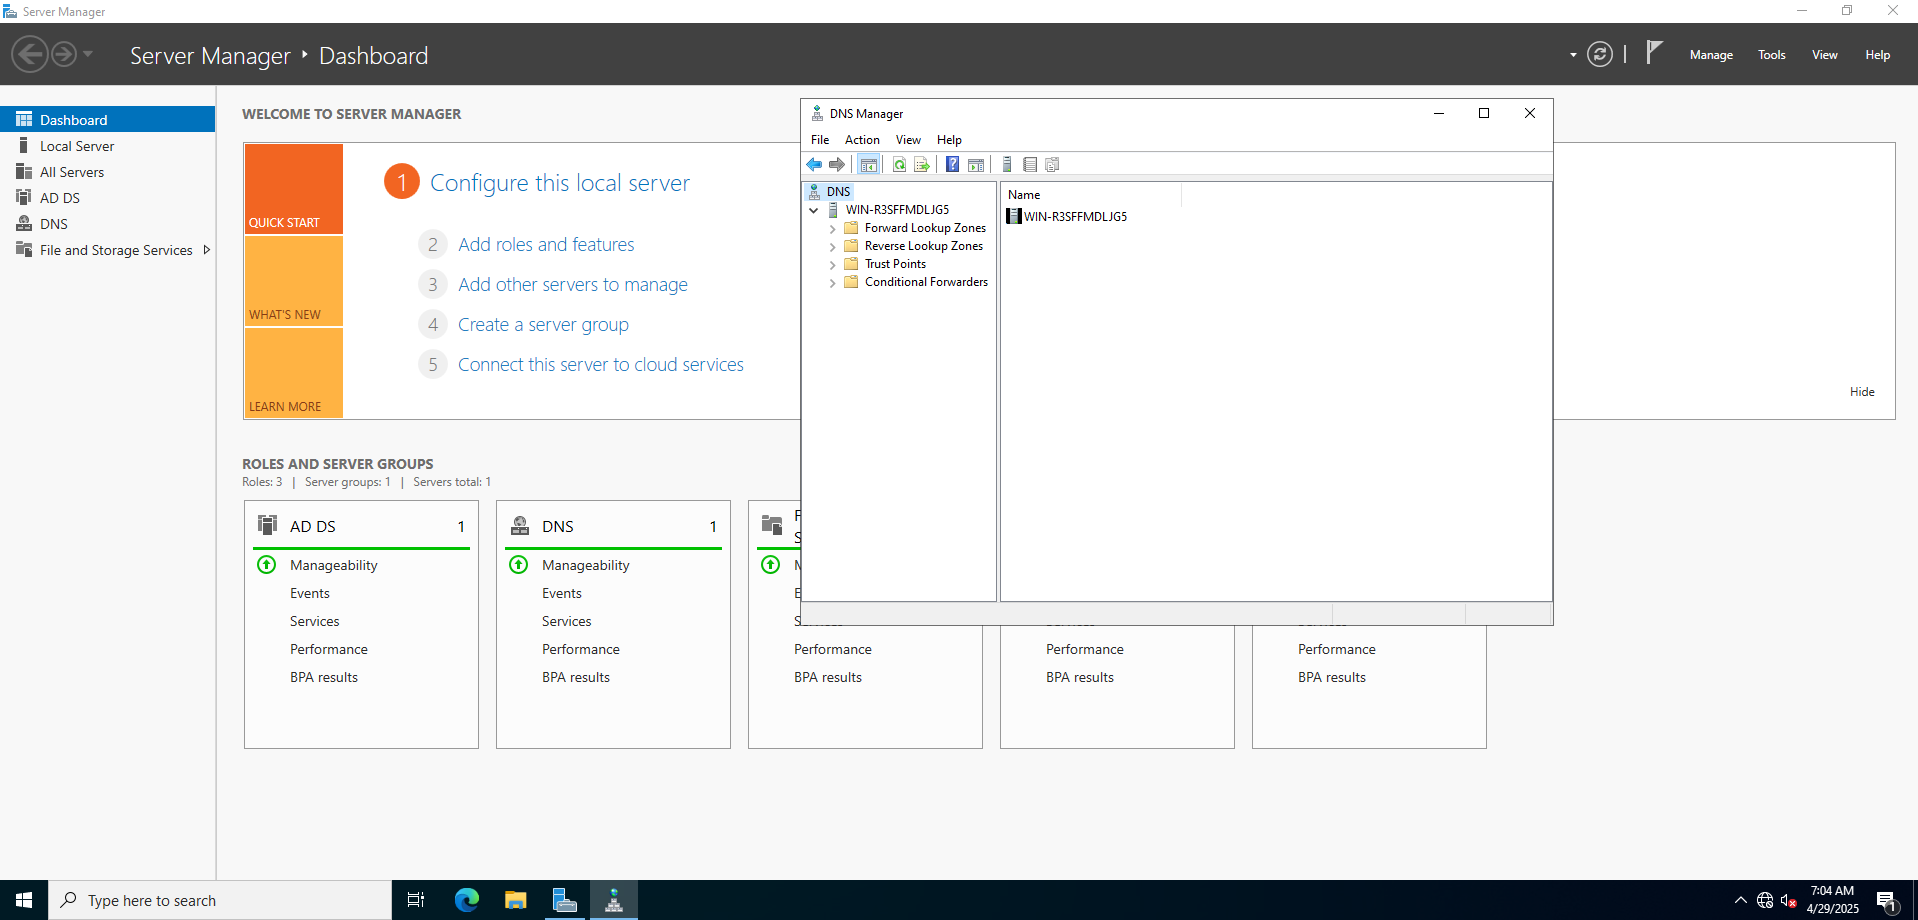 Server Manager
Server Manager ‣ Dashboard
Manage Tools View Help
Dashboard
Local Server
All Servers
AD DS
DNS
File and Storage Services
WELCOME TO SERVER MANAGER
QUICK START
WHAT'S NEW
LEARN MORE
1 Configure this local server
2 Add roles and features
3 Add other servers to manage
4 Create a server group
5 Connect this server to cloud services
Hide
DNS Manager
File Action View Help
DNS
WIN-R3SFFMDLJG5
Forward Lookup Zones
Reverse Lookup Zones
Trust Points
Conditional Forwarders
Name
WIN-R3SFFMDLJG5
ROLES AND SERVER GROUPS
Roles: 3 | Server groups: 1 | Servers total: 1
AD DS 1
Manageability
Events
Services
Performance
BPA results
DNS 1
Manageability
Events
Services
Performance
BPA results
Performance
BPA results
Performance
BPA results
Performance
BPA results
Type here to search
7:04 AM
4/29/2025
1